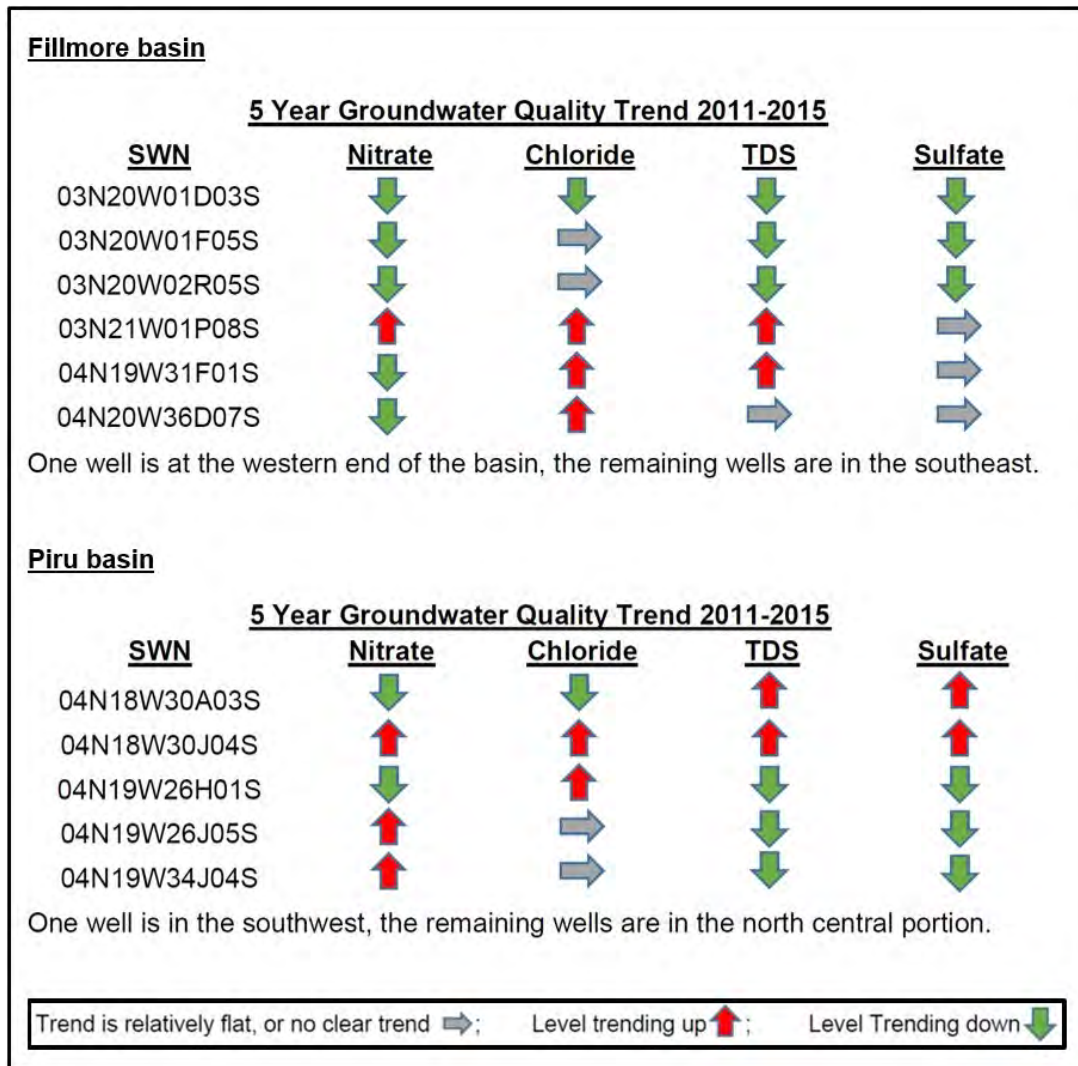 Fillmore basin
5 Year Groundwater Quality Trend 2011-2015
SWN Nitrate Chloride TDS Sulfate
03N20W01D03S
03N20W01F05S
03N20W02R05S
03N21W01P08S
04N19W31F01S
04N20W36D07S
One well is at the western end of the basin, the remaining wells are in the southeast.
Piru basin
5 Year Groundwater Quality Trend 2011-2015
SWN Nitrate Chloride TDS Sulfate
04N18W30A03S
04N18W30J04S
04N19W26H01S
04N19W26J05S
04N19W34J04S
One well is in the southwest, the remaining wells are in the north central portion.
Trend is relatively flat, or no clear trend ; Level trending up ; Level Trending down